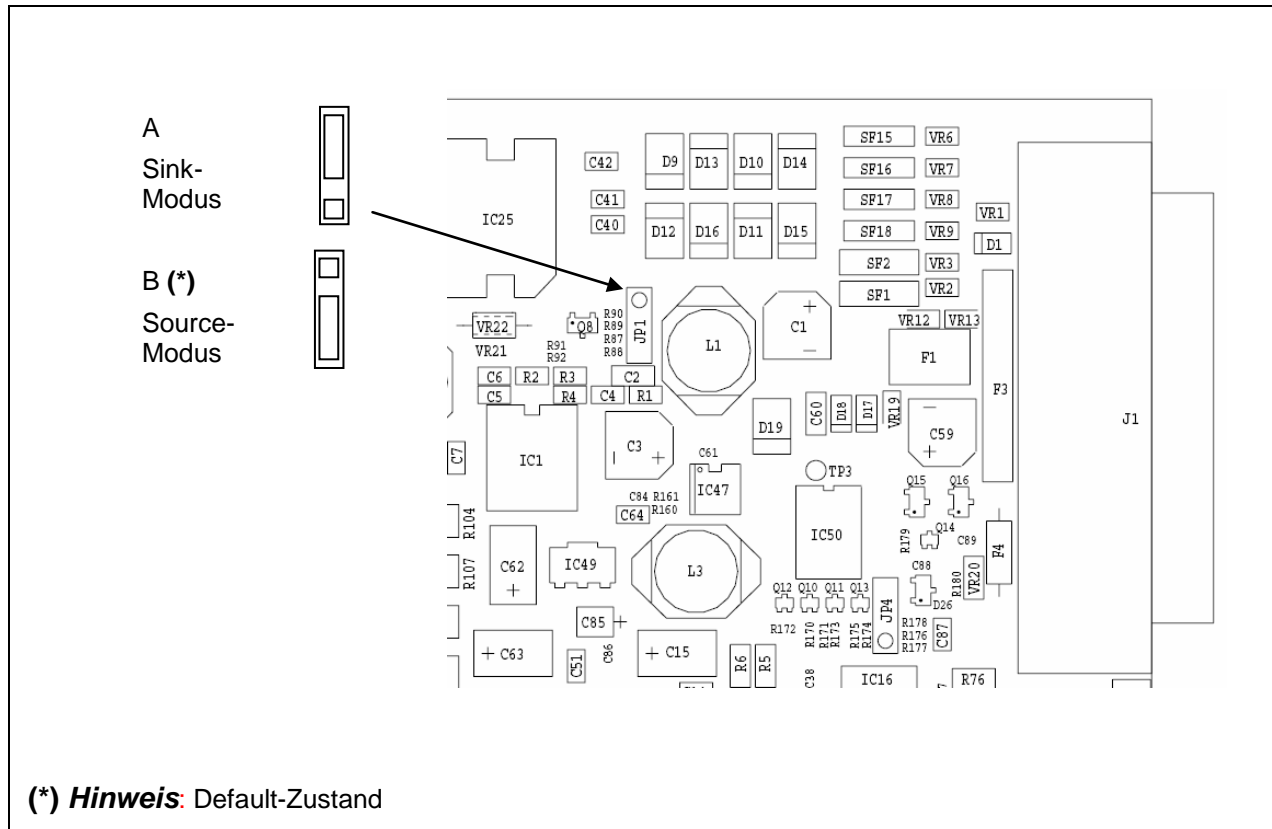 A
Sink-
Modus
B (*)
Source-
Modus
IC25
C42
C41
C40
D9
D13
D10
D14
D12
D16
D11
D15
SF15
VR6
SF16
VR7
SF17
VR8
SF18
VR9
SF2
VR3
SF1
VR2
VR1
D1
VR12
VR13
VR22
VR21
Q8
R90
R89
R87
R88
R91
R92
JP1
L1
C1
F1
F3
J1
C6
R2
R3
C2
C5
R4
C4
R1
IC1
C3
C7
D19
C60
D18
D17
VR19
C59
C61
IC47
TP3
C84
R161
R160
C64
Q15
Q16
IC50
R179
Q14
C89
F4
R104
R107
C62
IC49
L3
Q12
Q10
Q11
Q13
JP4
C88
D26
R180
VR20
R172
R170
R171
R173
R175
R174
R178
R176
R177
C87
C85
C86
C63
C51
C15
R6
R5
C38
IC16
R76
(*) Hinweis: Default-Zustand